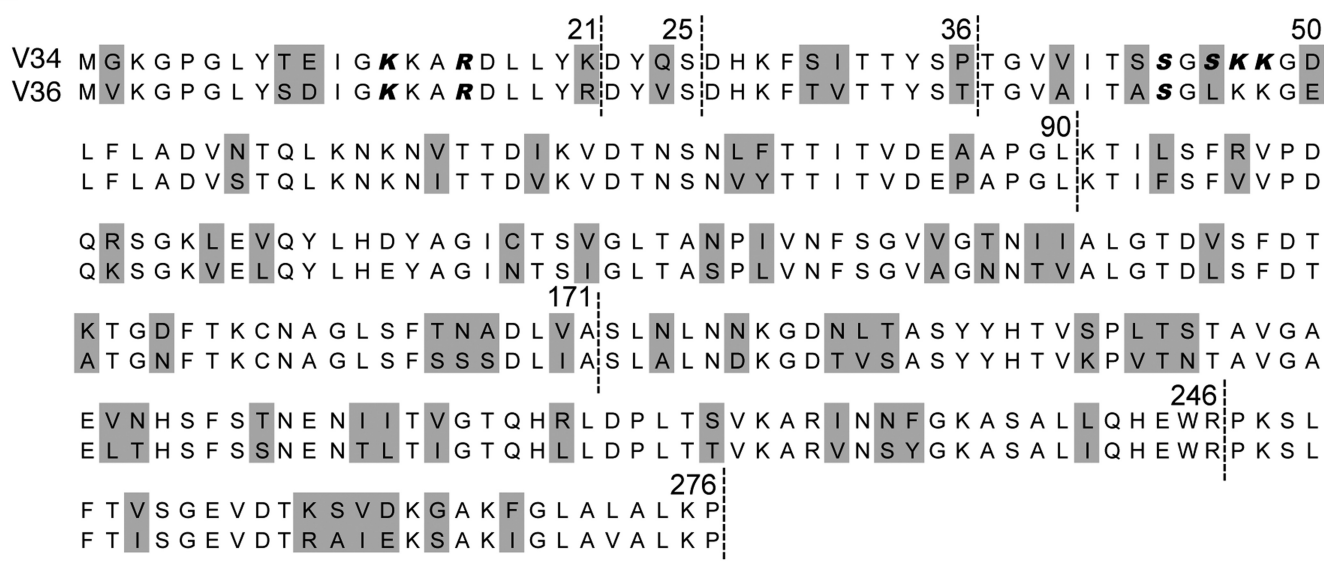 21 25 36 50
V34 M G K G P G L Y T E I G K K A R D L L Y K D Y Q S D H K F S I T T Y S P T G V V I T S S G S K K G D
V36 M V K G P G L Y S D I G K K A R D L L Y R D Y V S D H K F T V T T Y S T T G V A I T A S G L K K G E
90
L F L A D V N T Q L K N K N V T T D I K V D T N S N L F T T I T V D E A A P G L K T I L S F R V P D
L F L A D V S T Q L K N K N I T T D V K V D T N S N V Y T T I T V D E P A P G L K T I F S F V V P D
Q R S G K L E V Q Y L H D Y A G I C T S V G L T A N P I V N F S G V V G T N I I A L G T D V S F D T
Q K S G K V E L Q Y L H E Y A G I N T S I G L T A S P L V N F S G V A G N N T V A L G T D L S F D T
171
K T G D F T K C N A G L S F T N A D L V A S L N L N N K G D N L T A S Y Y H T V S P L T S T A V G A
A T G N F T K C N A G L S F S S S D L I A S L A L N D K G D T V S A S Y Y H T V K P V T N T A V G A
246
E V N H S F S T N E N I I T V G T Q H R L D P L T S V K A R I N N F G K A S A L L Q H E W R P K S L
E L T H S F S S N E N T L T I G T Q H L L D P L T T V K A R V N S Y G K A S A L I Q H E W R P K S L
276
F T V S G E V D T K S V D K G A K F G L A L A L K P
F T I S G E V D T R A I E K S A K I G L A V A L K P